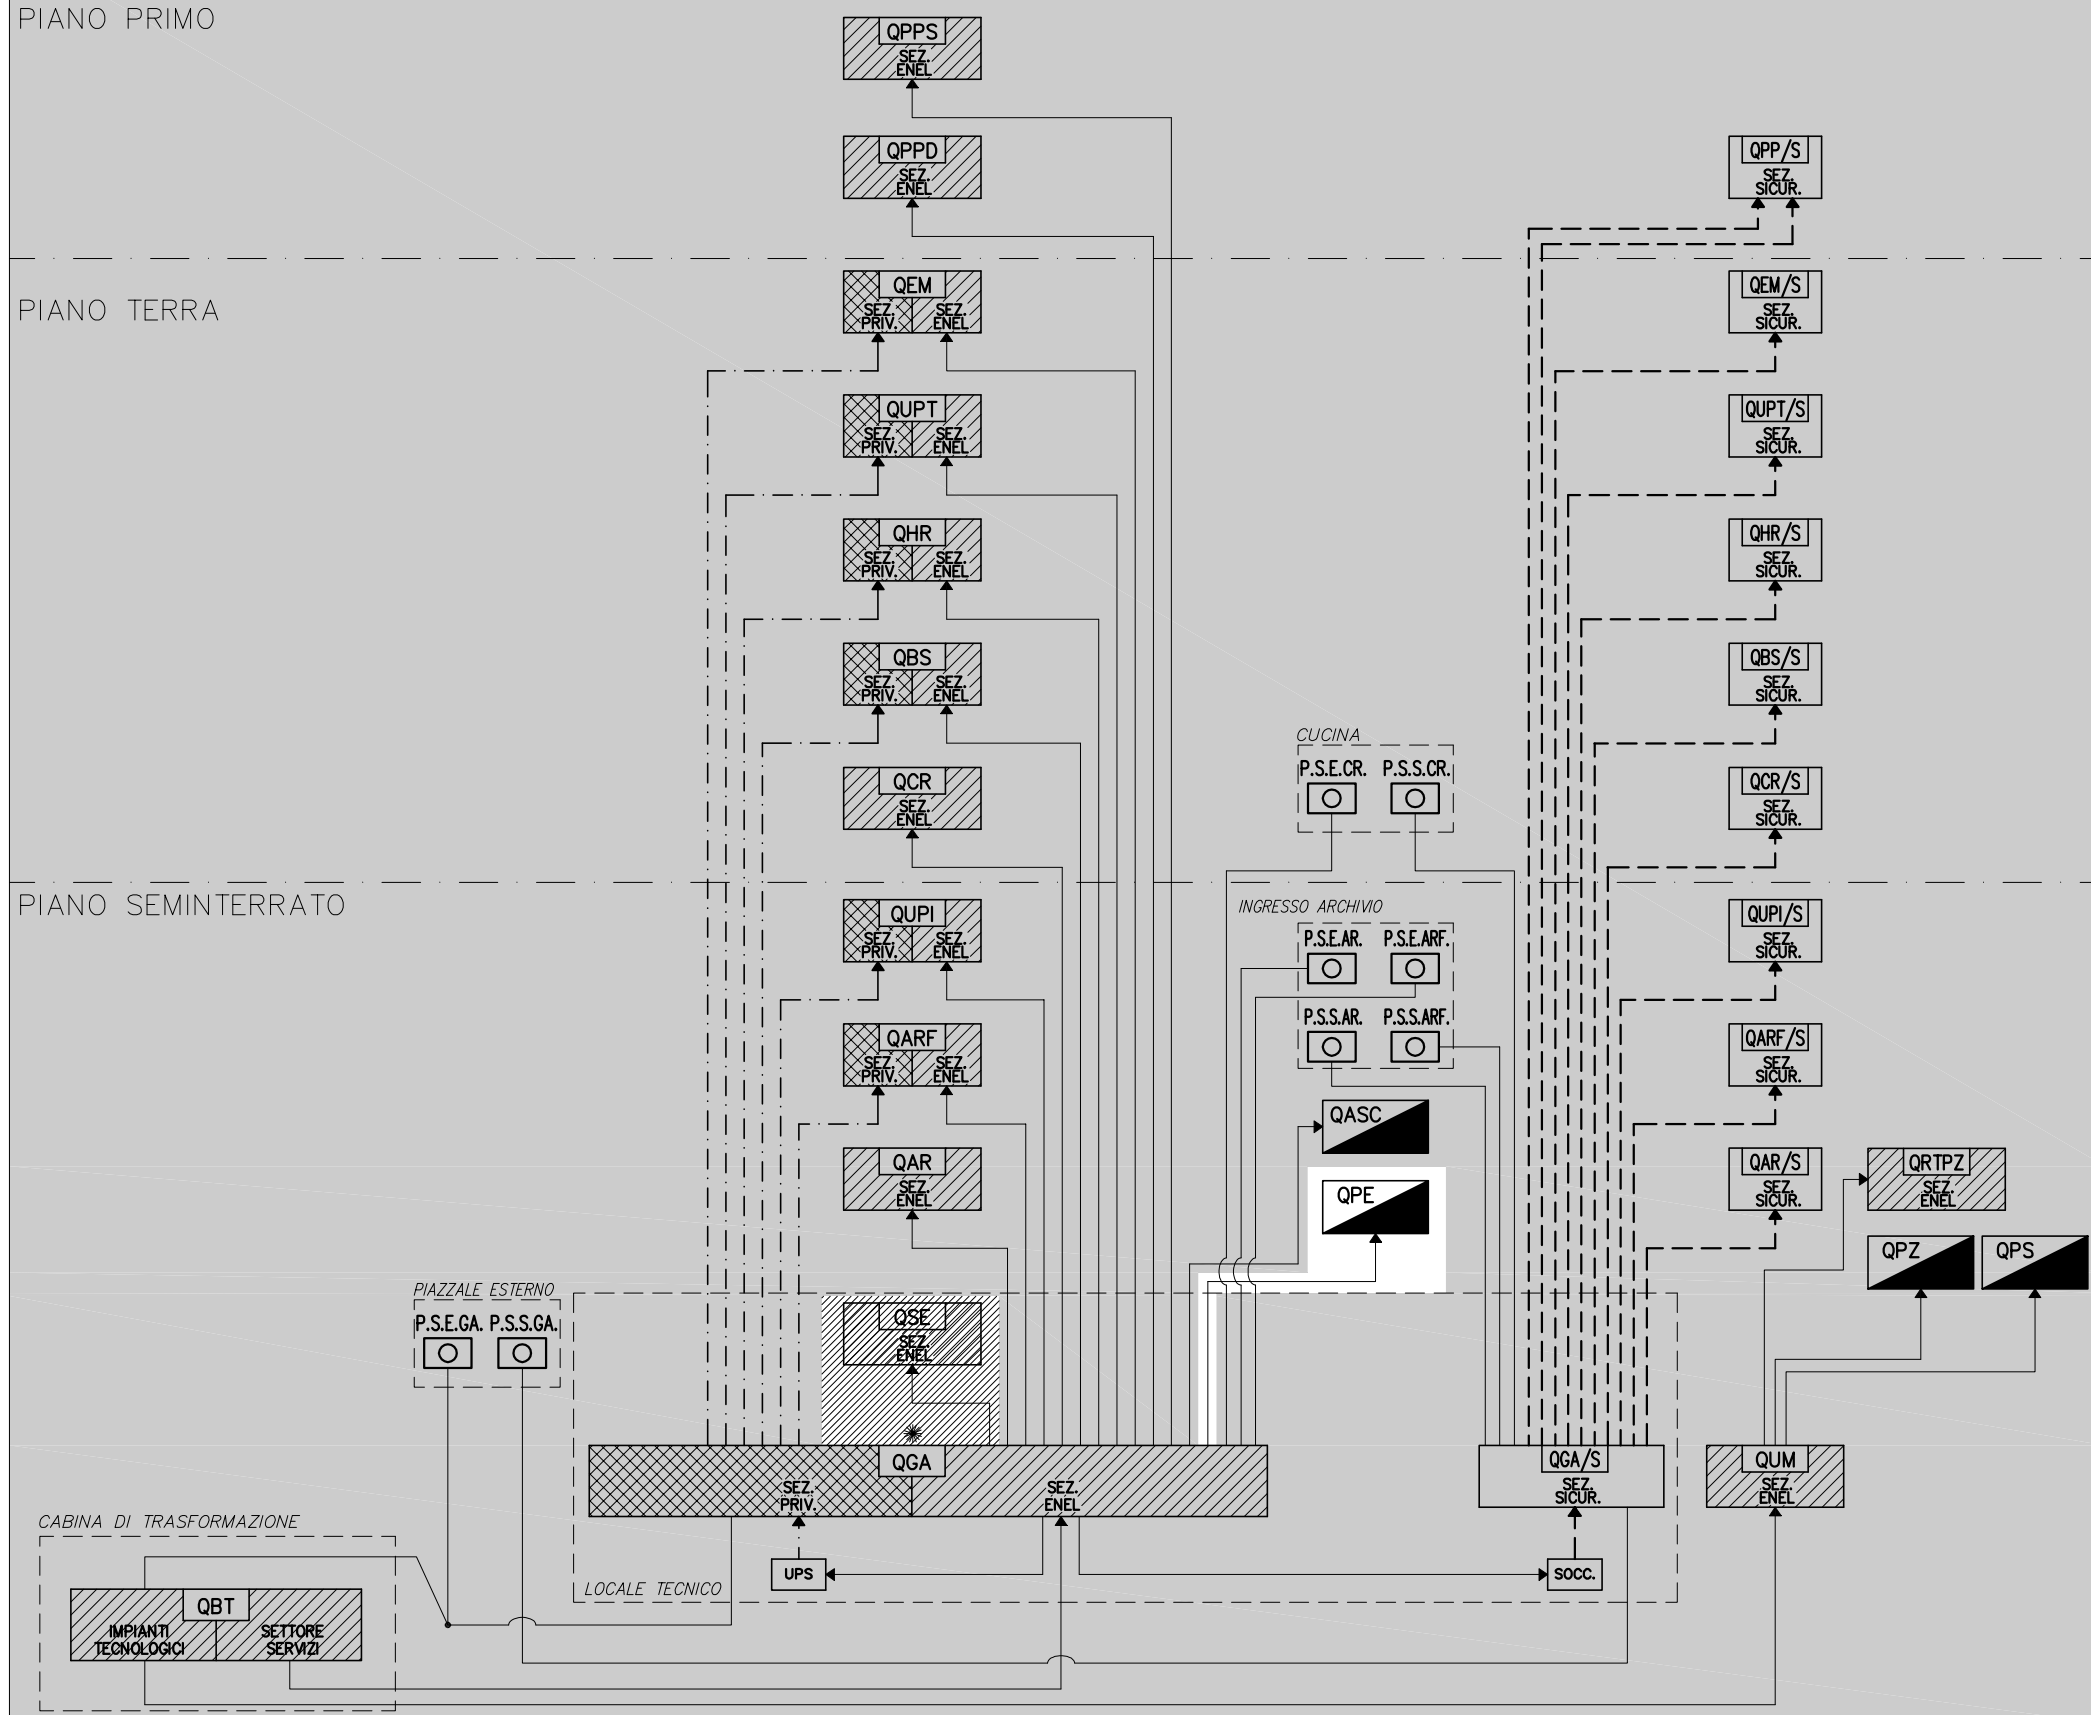 PIANO PRIMO
QPPS
SEZ.
ENEL
QPPD
SEZ.
ENEL
QPP/S
SEZ.
SICUR.
PIANO TERRA
QEM
SEZ.
PRIV.
SEZ.
ENEL
QEM/S
SEZ.
SICUR.
QUPT
SEZ.
PRIV.
SEZ.
ENEL
QUPT/S
SEZ.
SICUR.
QHR
SEZ.
PRIV.
SEZ.
ENEL
QHR/S
SEZ.
SICUR.
QBS
SEZ.
PRIV.
SEZ.
ENEL
QBS/S
SEZ.
SICUR.
CUCINA
P.S.E.CR. P.S.S.CR.
QCR
SEZ.
ENEL
QCR/S
SEZ.
SICUR.
PIANO SEMINTERRATO
QUPI
SEZ.
PRIV.
SEZ.
ENEL
INGRESSO ARCHIVIO
P.S.E.AR. P.S.E.ARF.
P.S.S.AR. P.S.S.ARF.
QUPI/S
SEZ.
SICUR.
QARF
SEZ.
PRIV.
SEZ.
ENEL
QARF/S
SEZ.
SICUR.
QASC
QAR
SEZ.
ENEL
QPE
QAR/S
SEZ.
SICUR.
QRTPZ
SEZ.
ENEL
QPZ
QPS
PIAZZALE ESTERNO
P.S.E.GA. P.S.S.GA.
QSE
SEZ.
ENEL
QGA
SEZ.
PRIV.
SEZ.
ENEL
QGA/S
SEZ.
SICUR.
QUM
SEZ.
ENEL
UPS
SOCC.
LOCALE TECNICO
CABINA DI TRASFORMAZIONE
QBT
IMPIANTI
TECNOLOGICI
SETTORE
SERVIZI